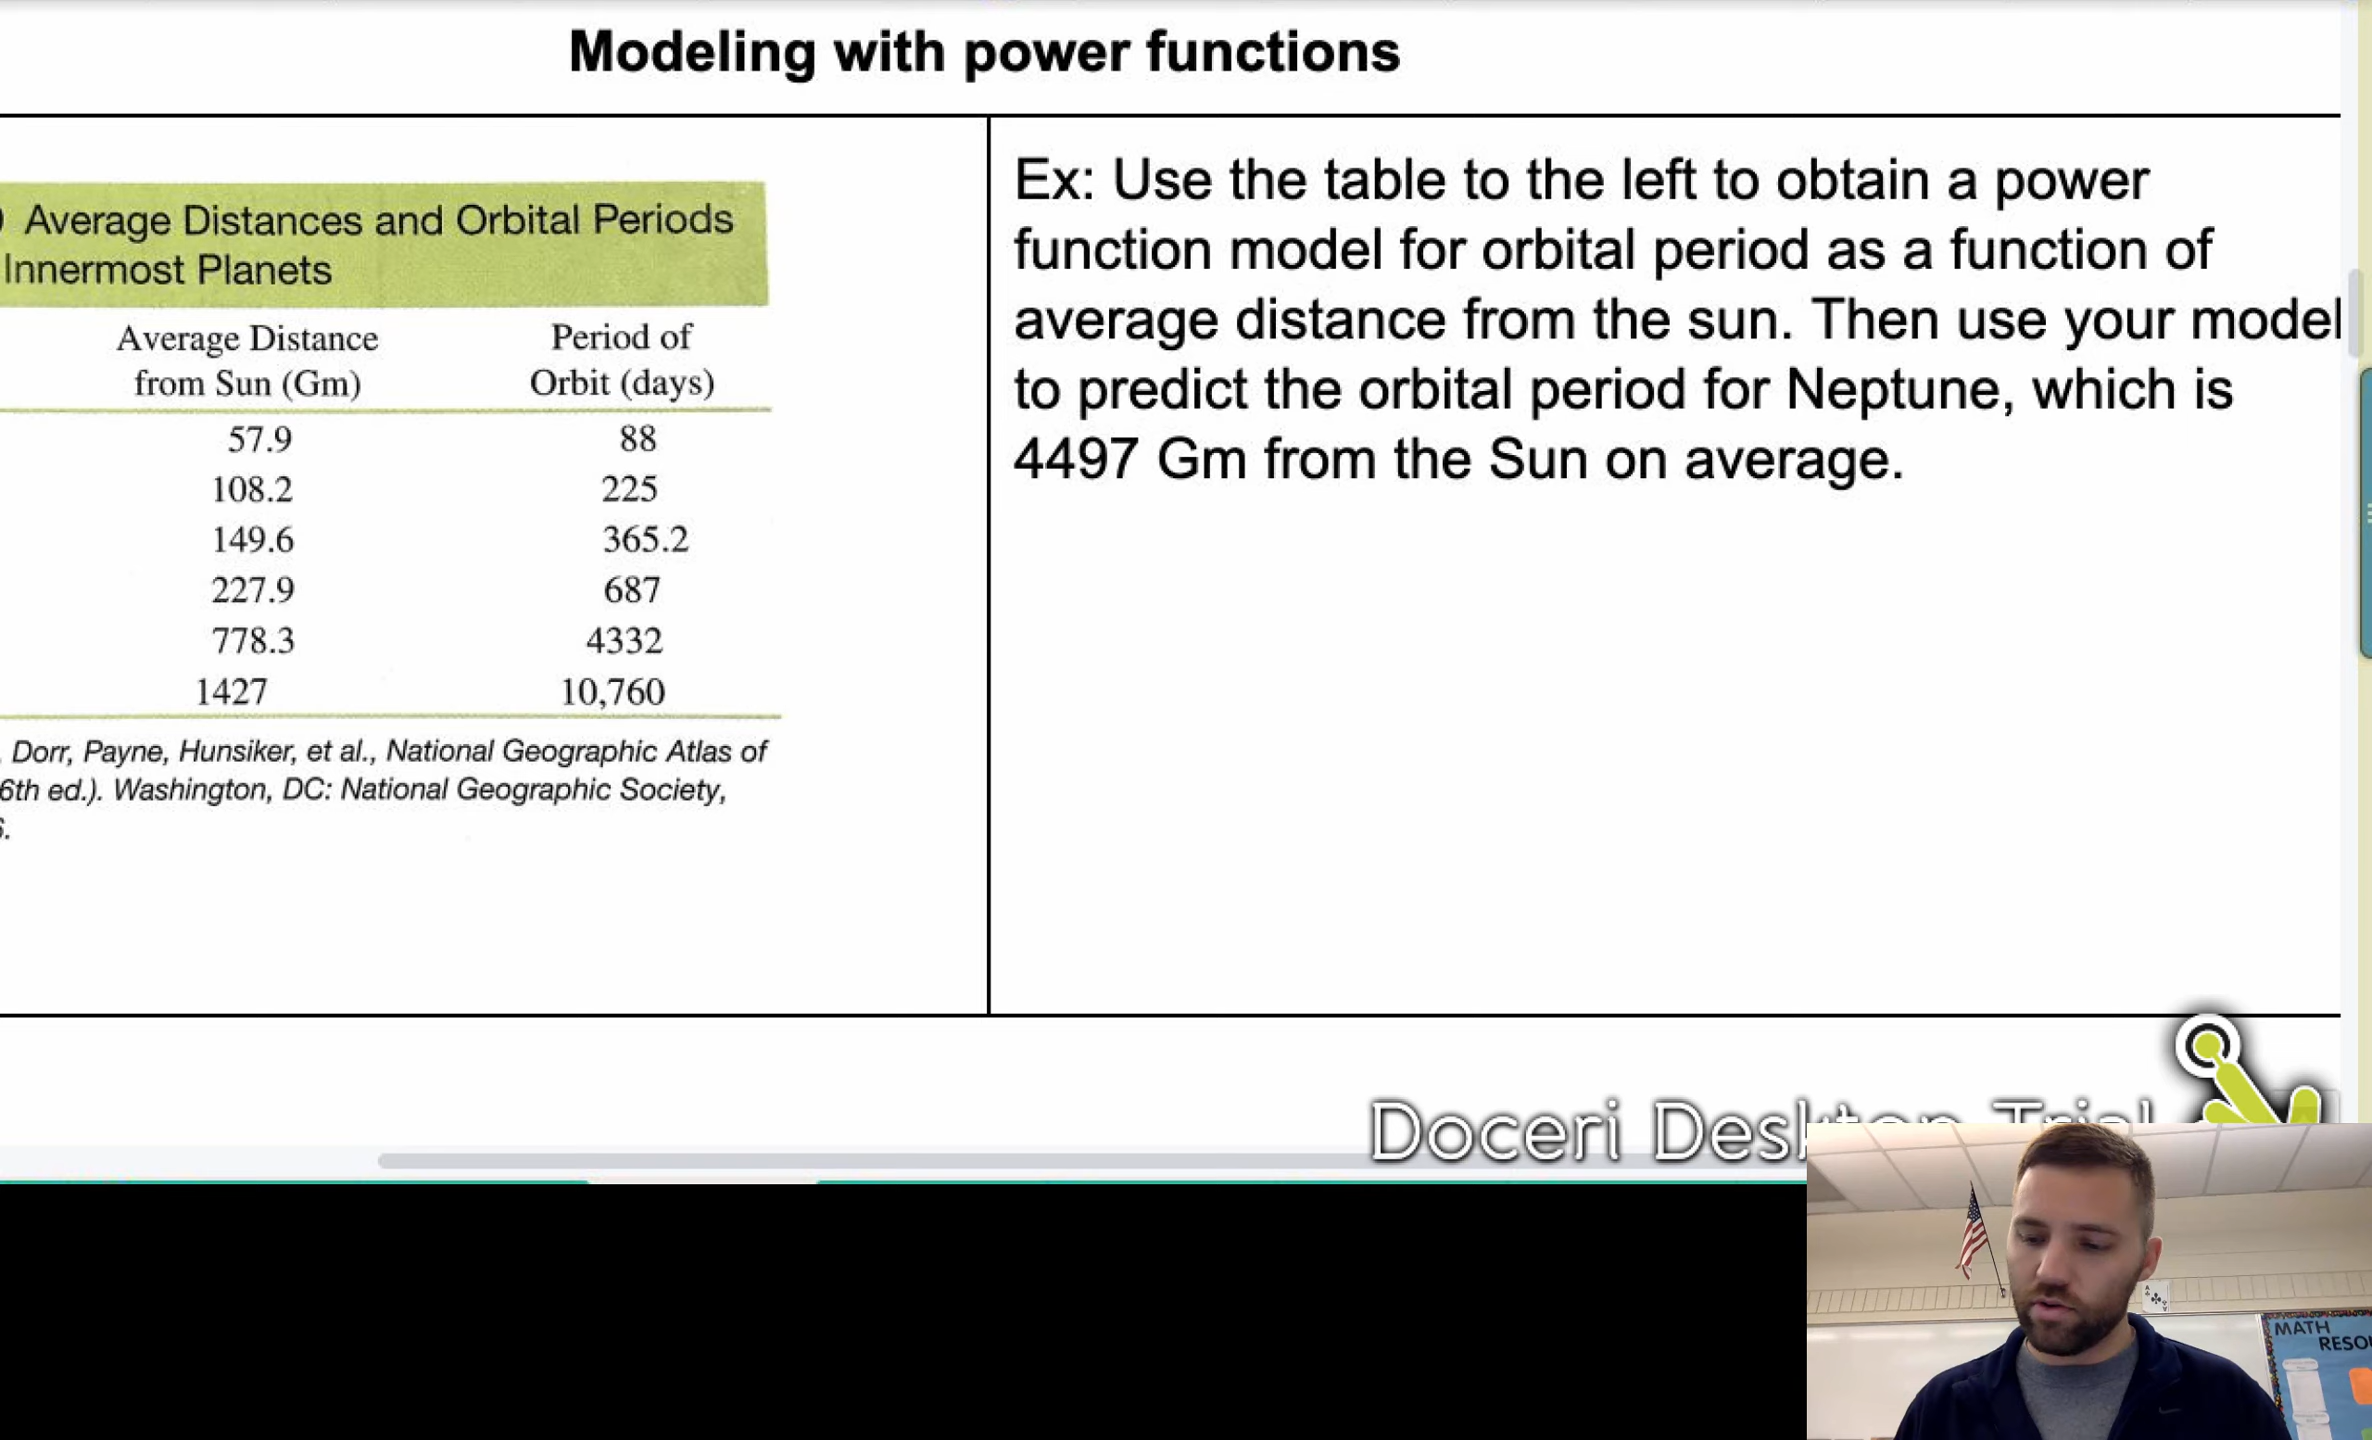 Modeling with power functions
) Average Distances and Orbital Periods
Innermost Planets
Average Distance Period of
from Sun (Gm) Orbit (days)
57.9 88
108.2 225
149.6 365.2
227.9 687
778.3 4332
1427 10,760
Dorr, Payne, Hunsiker, et al., National Geographic Atlas of
6th ed.). Washington, DC: National Geographic Society,
Ex: Use the table to the left to obtain a power
function model for orbital period as a function of
average distance from the sun. Then use your model
to predict the orbital period for Neptune, which is
4497 Gm from the Sun on average.
Doceri Desktop Trial
MATH
RESO